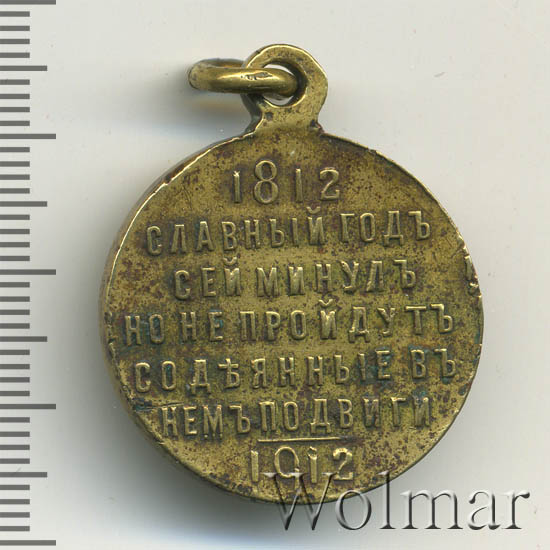 1812
СЛАВНЫЙ ГОДЪ
СЕЙ МИНУЛЪ
НО НЕ ПРОЙДУТЪ
СОДѢЯННЫЕ ВЪ
НЕМЪ ПОДВИГИ
1912
Wolmar